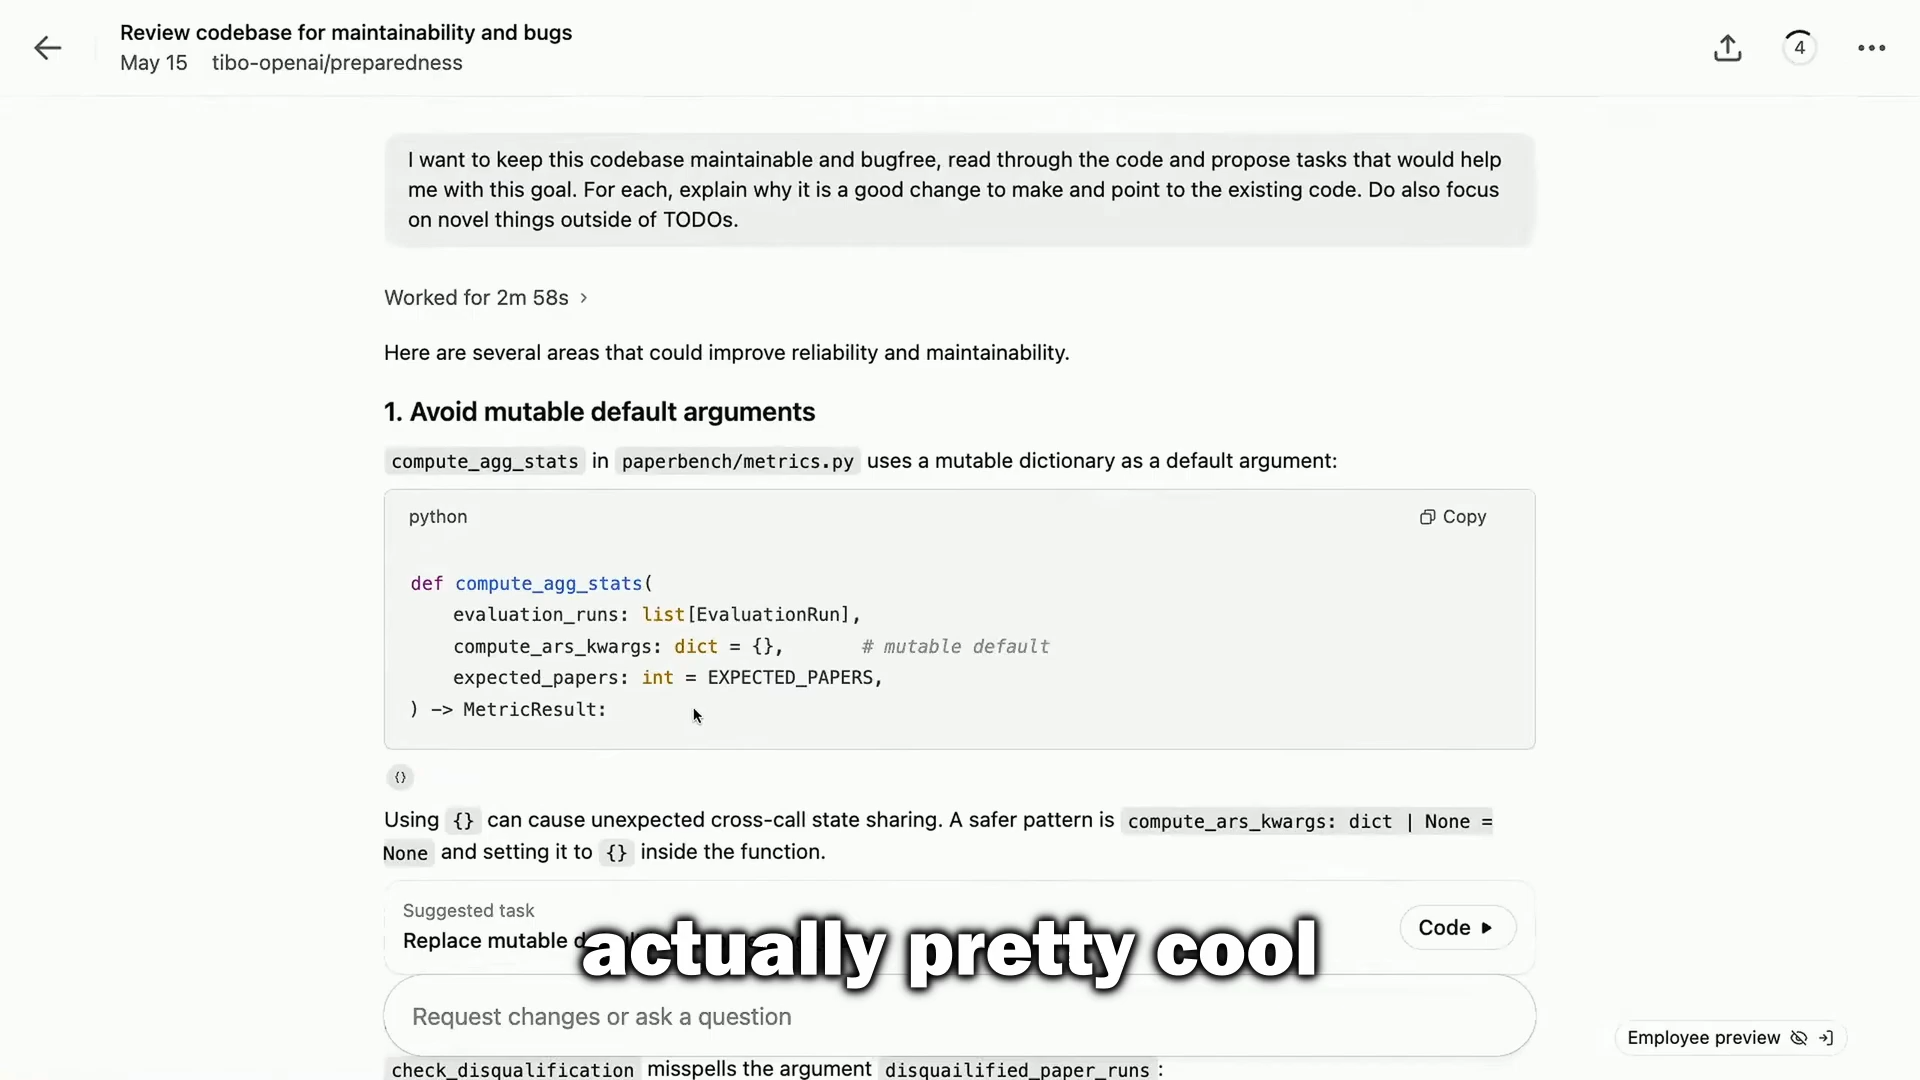 Review codebase for maintainability and bugs
May 15 tibo-openai/preparedness
4
I want to keep this codebase maintainable and bugfree, read through the code and propose tasks that would help
me with this goal. For each, explain why it is a good change to make and point to the existing code. Do also focus
on novel things outside of TODOs.
Worked for 2m 58s >
Here are several areas that could improve reliability and maintainability.
1. Avoid mutable default arguments
compute_agg_stats in paperbench/metrics.py uses a mutable dictionary as a default argument:
python Copy
def compute_agg_stats(
    evaluation_runs: list[EvaluationRun],
    compute_ars_kwargs: dict = {},       # mutable default
    expected_papers: int = EXPECTED_PAPERS,
) -> MetricResult:
{}
Using {} can cause unexpected cross-call state sharing. A safer pattern is compute_ars_kwargs: dict | None =
None and setting it to {} inside the function.
Suggested task
Replace mutable
Code
actually pretty cool
Request changes or ask a question
Employee preview
check_disqualification misspells the argument disquailified_paper_runs :